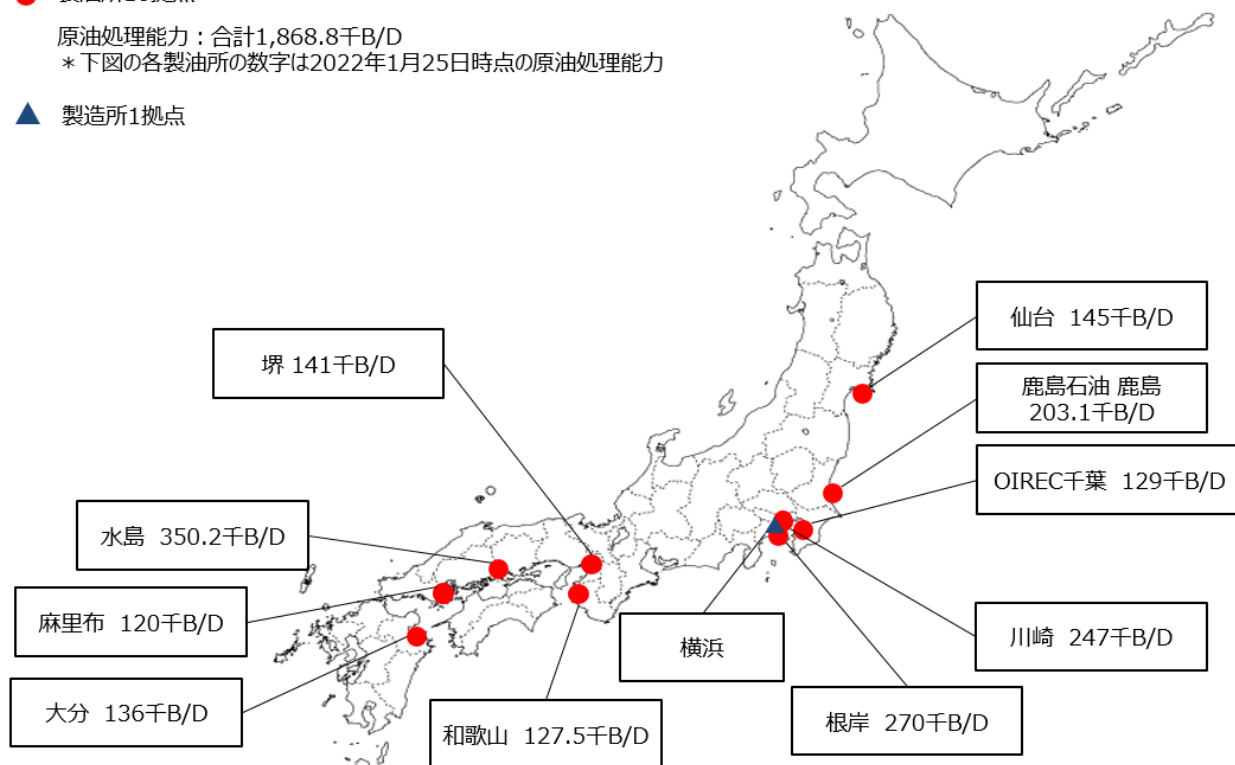 原油処理能力：合計1,868.8千B/D
＊下図の各製油所の数字は2022年1月25日時点の原油処理能力
製造所1拠点
仙台 145千B/D
堺 141千B/D
鹿島石油 鹿島
203.1千B/D
OIREC千葉 129千B/D
水島 350.2千B/D
麻里布 120千B/D
横浜
川崎 247千B/D
大分 136千B/D
和歌山 127.5千B/D
根岸 270千B/D